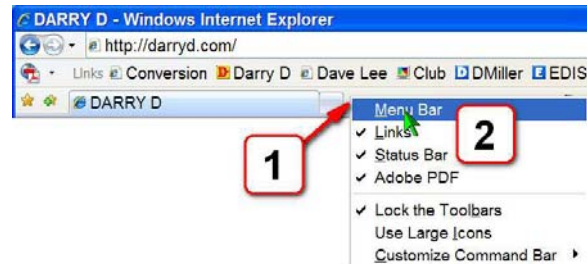 DARRY D - Windows Internet Explorer
http://darryd.com/
Links Conversion Darry D Dave Lee Club DMiller EDIS
DARRY D
Menu Bar
Links
Status Bar
Adobe PDF
Lock the Toolbars
Use Large Icons
Customize Command Bar
1
2